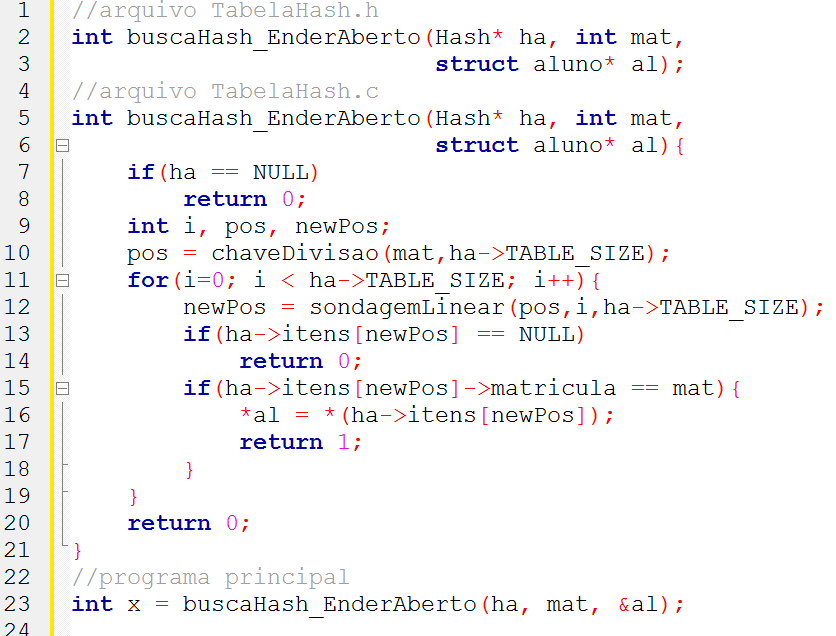 1 //arquivo TabelaHash.h
2 int buscaHash_EnderAberto(Hash* ha, int mat,
3                           struct aluno* al);
4 //arquivo TabelaHash.c
5 int buscaHash_EnderAberto(Hash* ha, int mat,
6                           struct aluno* al){
7     if(ha == NULL)
8         return 0;
9     int i, pos, newPos;
10     pos = chaveDivisao(mat,ha->TABLE_SIZE);
11     for(i=0; i < ha->TABLE_SIZE; i++){
12         newPos = sondagemLinear(pos,i,ha->TABLE_SIZE);
13         if(ha->itens[newPos] == NULL)
14             return 0;
15         if(ha->itens[newPos]->matricula == mat){
16             *al = *(ha->itens[newPos]);
17             return 1;
18         }
19     }
20     return 0;
21 }
22 //programa principal
23 int x = buscaHash_EnderAberto(ha, mat, &al);
24